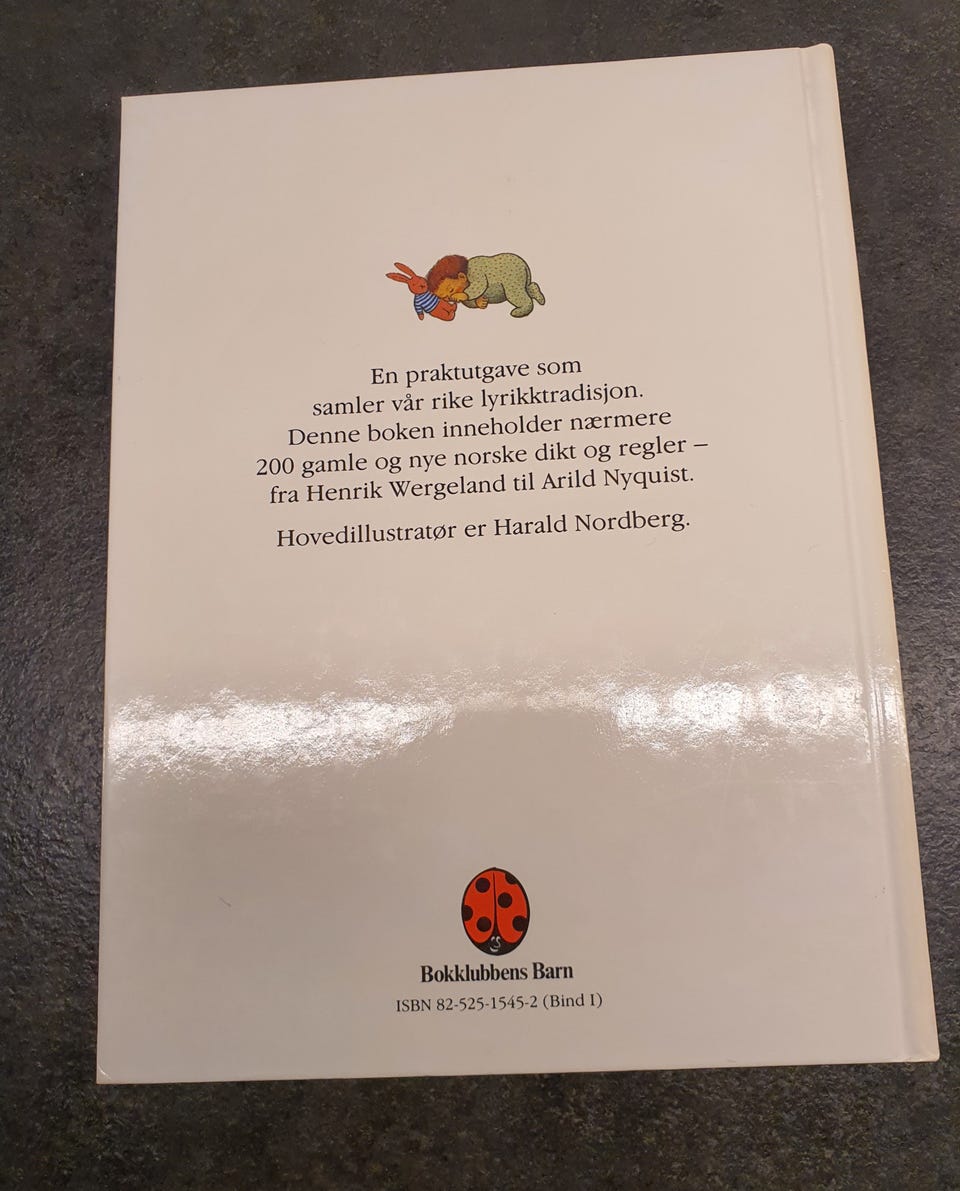 En praktutgave som
samler vår rike lyrikktradisjon.
Denne boken inneholder nærmere
200 gamle og nye norske dikt og regler –
fra Henrik Wergeland til Arild Nyquist.
Hovedillustratør er Harald Nordberg.
Bokklubbens Barn
ISBN 82-525-1545-2 (Bind I)